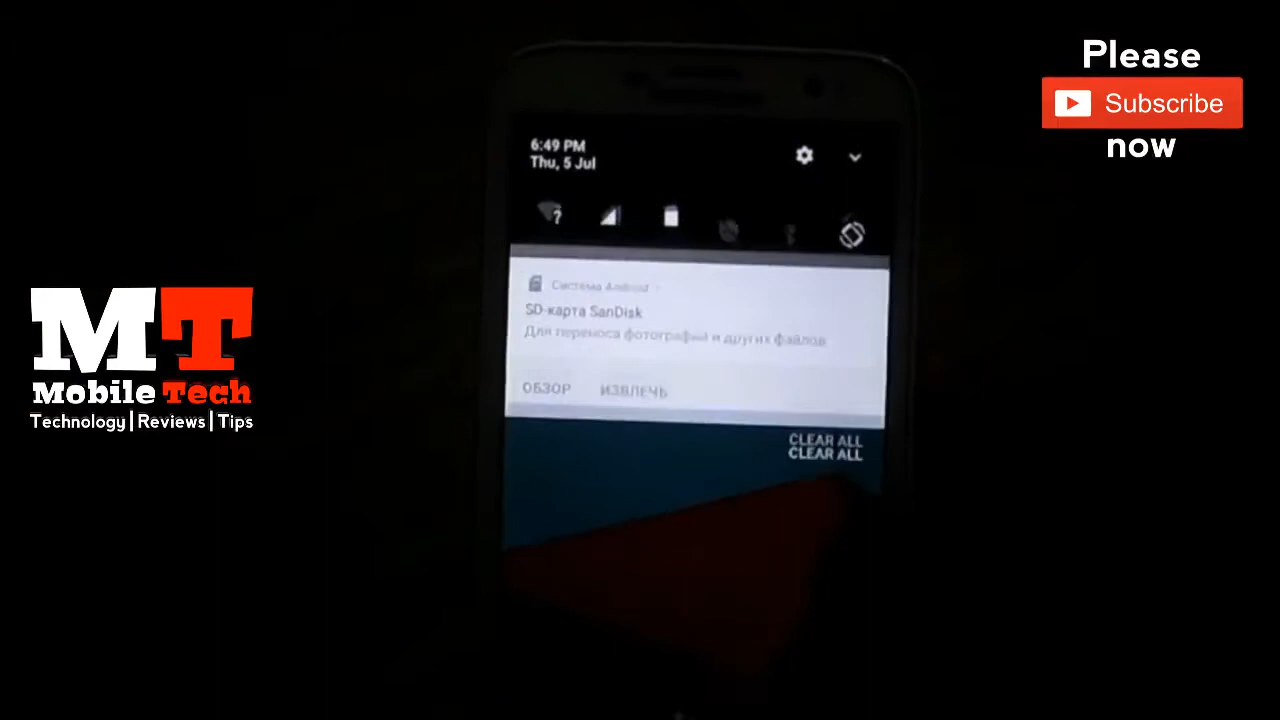 Please
Subscribe
now
6:49 PM
Thu, 5 Jul
?
Система Android
SD-карта SanDisk
Для переноса фотографий и других файлов
ОБЗОР ИЗВЛЕЧЬ
CLEAR ALL
CLEAR ALL
MT
Mobile Tech
Technology|Reviews|Tips